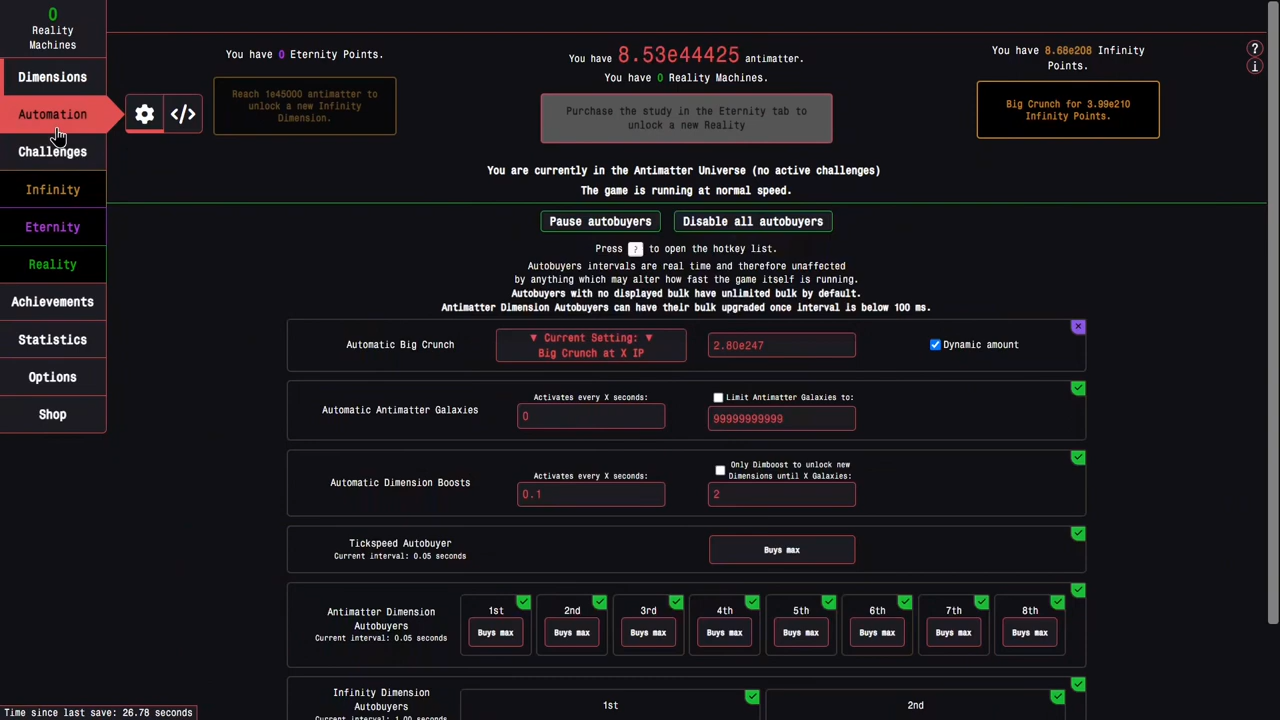 0
Reality
Machines
Dimensions
Automation
Challenges
Infinity
Eternity
Reality
Achievements
Statistics
Options
Shop
You have 0 Eternity Points.
Reach 1e45000 antimatter to
unlock a new Infinity
Dimension.
You have 8.53e44425 antimatter.
You have 0 Reality Machines.
Purchase the study in the Eternity tab to
unlock a new Reality
You have 8.68e208 Infinity
Points.
Big Crunch for 3.99e210
Infinity Points.
?
i
</>
You are currently in the Antimatter Universe (no active challenges)
The game is running at normal speed.
Pause autobuyers
Disable all autobuyers
Press ? to open the hotkey list.
Autobuyers intervals are real time and therefore unaffected
by anything which may alter how fast the game itself is running.
Autobuyers with no displayed bulk have unlimited bulk by default.
Antimatter Dimension Autobuyers can have their bulk upgraded once interval is below 100 ms.
Automatic Big Crunch
▼ Current Setting: ▼
Big Crunch at X IP
2.80e247
Dynamic amount
Automatic Antimatter Galaxies
Activates every X seconds:
0
Limit Antimatter Galaxies to:
99999999999
Automatic Dimension Boosts
Activates every X seconds:
0.1
Only Dimboost to unlock new
Dimensions until X Galaxies:
2
Tickspeed Autobuyer
Current interval: 0.05 seconds
Buys max
Antimatter Dimension
Autobuyers
Current interval: 0.05 seconds
1st
Buys max
2nd
Buys max
3rd
Buys max
4th
Buys max
5th
Buys max
6th
Buys max
7th
Buys max
8th
Buys max
Infinity Dimension
Autobuyers
Current interval: 1.00 seconds
1st
2nd
Time since last save: 26.78 seconds